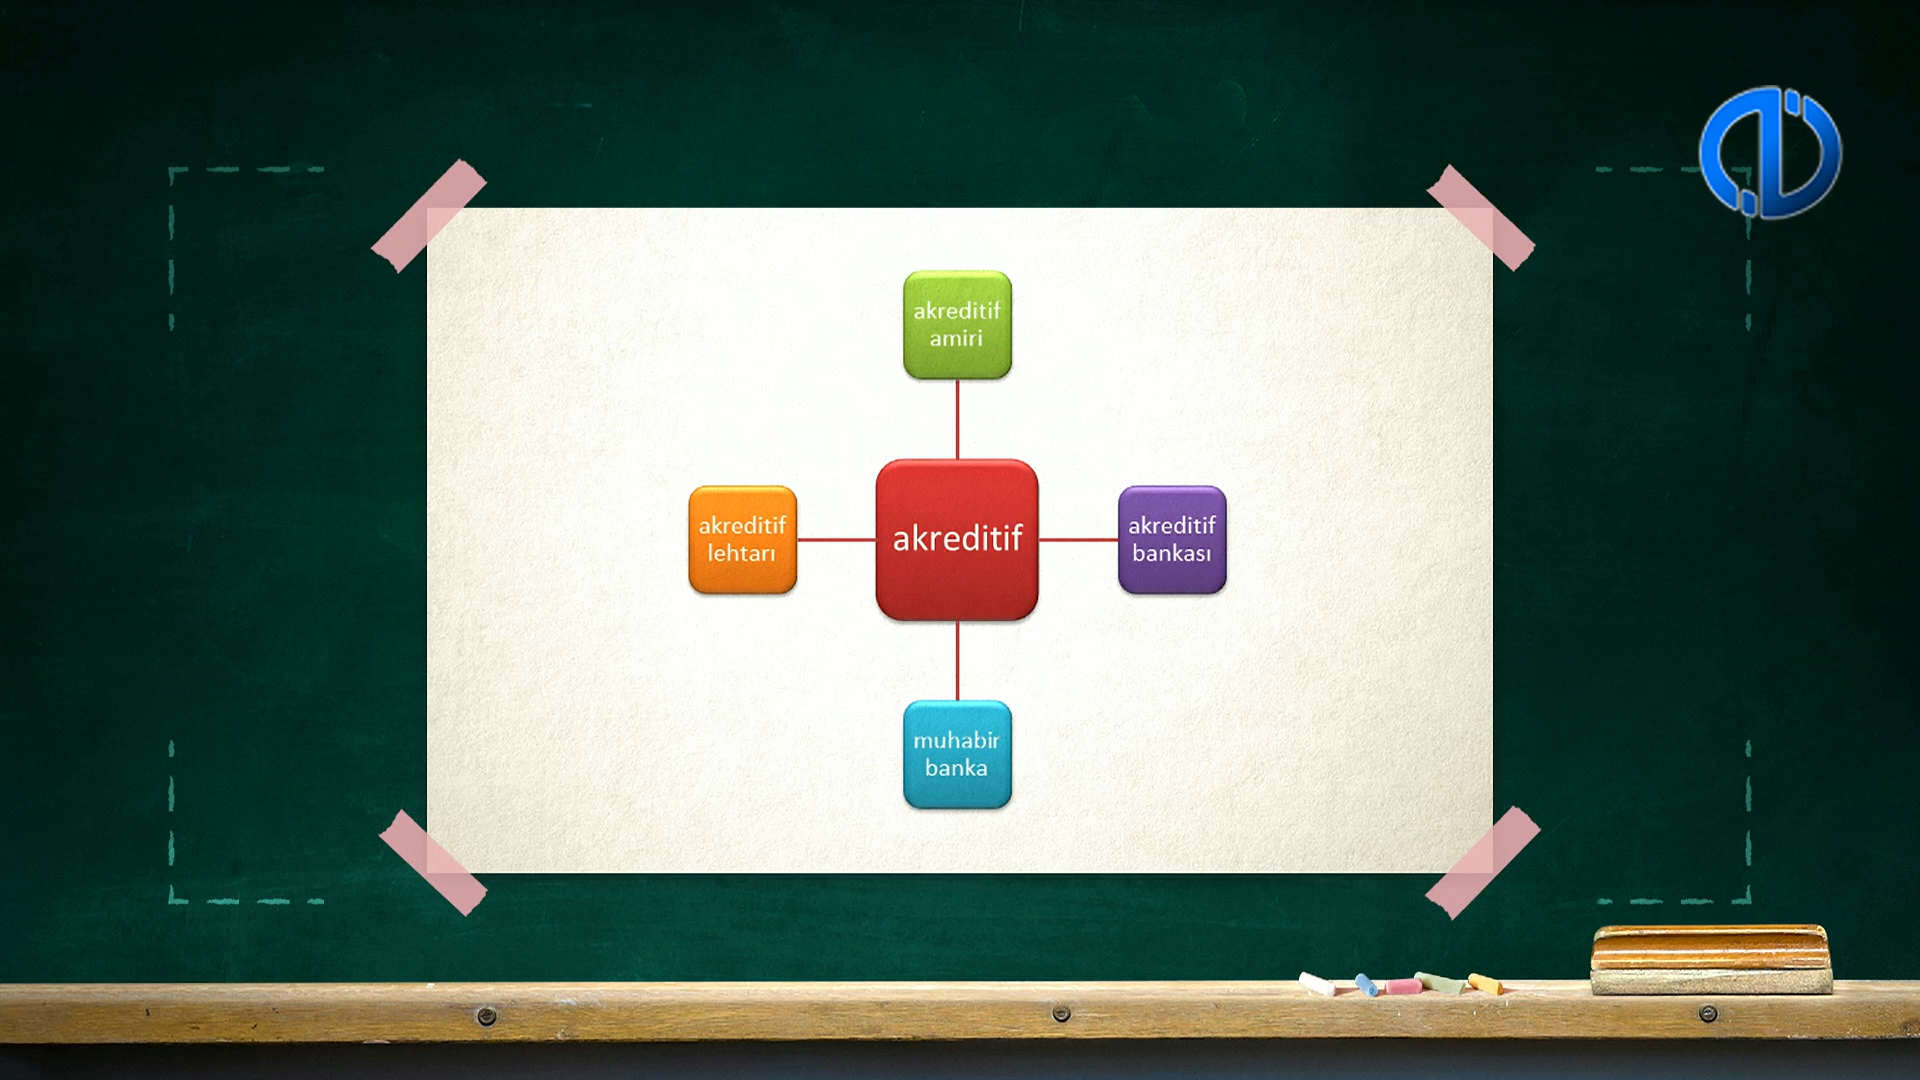 akreditif
amiri
akreditif
lehtarı
akreditif
akreditif
bankası
muhabir
banka